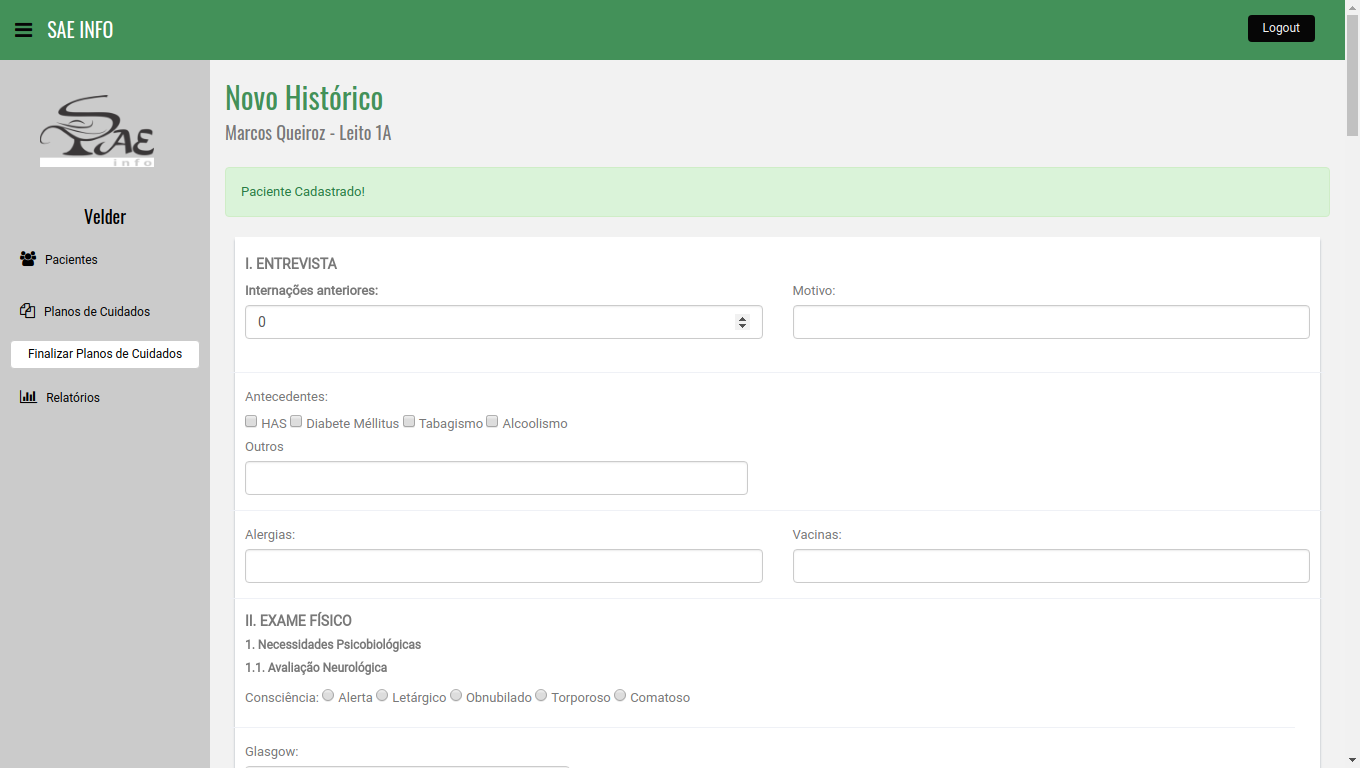 SAE INFO
Logout
SAE
info
Velder
Pacientes
Planos de Cuidados
Finalizar Planos de Cuidados
Relatórios
Novo Histórico
Marcos Queiroz - Leito 1A
Paciente Cadastrado!
I. ENTREVISTA
Internações anteriores: Motivo:
0
Antecedentes:
HAS Diabete Méllitus Tabagismo Alcoolismo
Outros
Alergias: Vacinas:
II. EXAME FÍSICO
1. Necessidades Psicobiológicas
1.1. Avaliação Neurológica
Consciência: Alerta Letárgico Obnubilado Torporoso Comatoso
Glasgow: